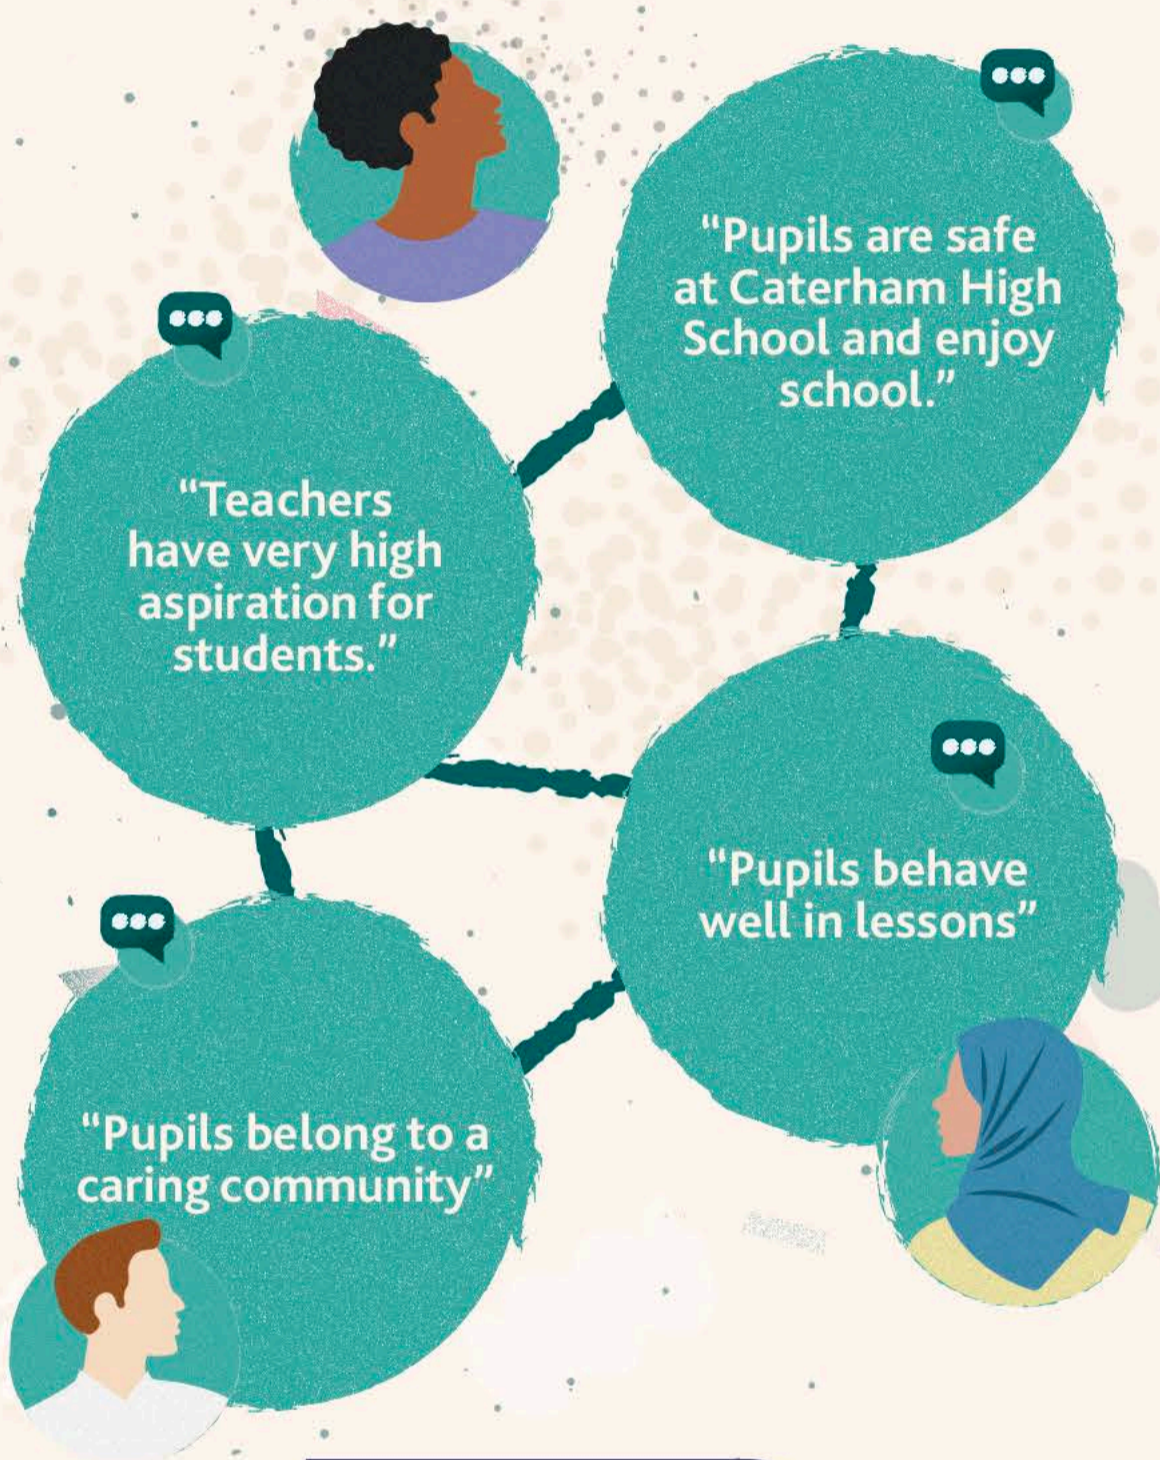 “Pupils are safe
at Caterham High
School and enjoy
school.”
“Teachers
have very high
aspiration for
students.”
“Pupils behave
well in lessons”
“Pupils belong to a
caring community”